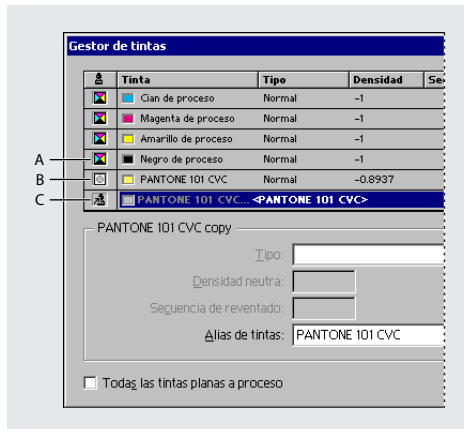 Gestor de tintas
Tinta Tipo Densidad Se
Cian de proceso Normal -1
Magenta de proceso Normal -1
Amarillo de proceso Normal -1
A Negro de proceso Normal -1
B PANTONE 101 CVC Normal -0.8937
C PANTONE 101 CVC... <PANTONE 101 CVC>
PANTONE 101 CVC copy
Tipo:
Densidad neutra:
Secuencia de reventado:
Alias de tintas: PANTONE 101 CVC
Todas las tintas planas a proceso